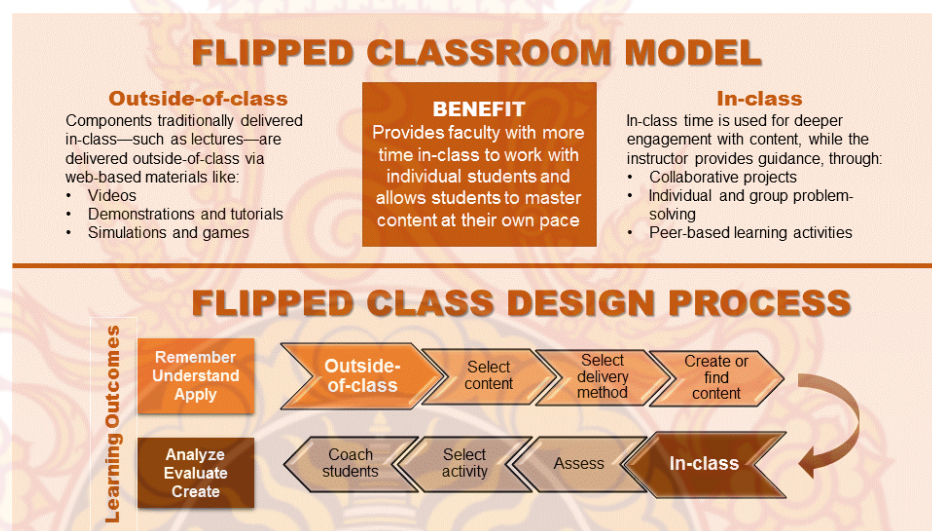 FLIPPED CLASSROOM MODEL
Outside-of-class
Components traditionally delivered
in-class—such as lectures—are
delivered outside-of-class via
web-based materials like:
• Videos
• Demonstrations and tutorials
• Simulations and games
BENEFIT
Provides faculty with more
time in-class to work with
individual students and
allows students to master
content at their own pace
In-class
In-class time is used for deeper
engagement with content, while the
instructor provides guidance, through:
• Collaborative projects
• Individual and group problem-
solving
• Peer-based learning activities
FLIPPED CLASS DESIGN PROCESS
Learning Outcomes
Remember
Understand
Apply
Outside-
of-class
Select
content
Select
delivery
method
Create or
find
content
Analyze
Evaluate
Create
Coach
students
Select
activity
Assess
In-class